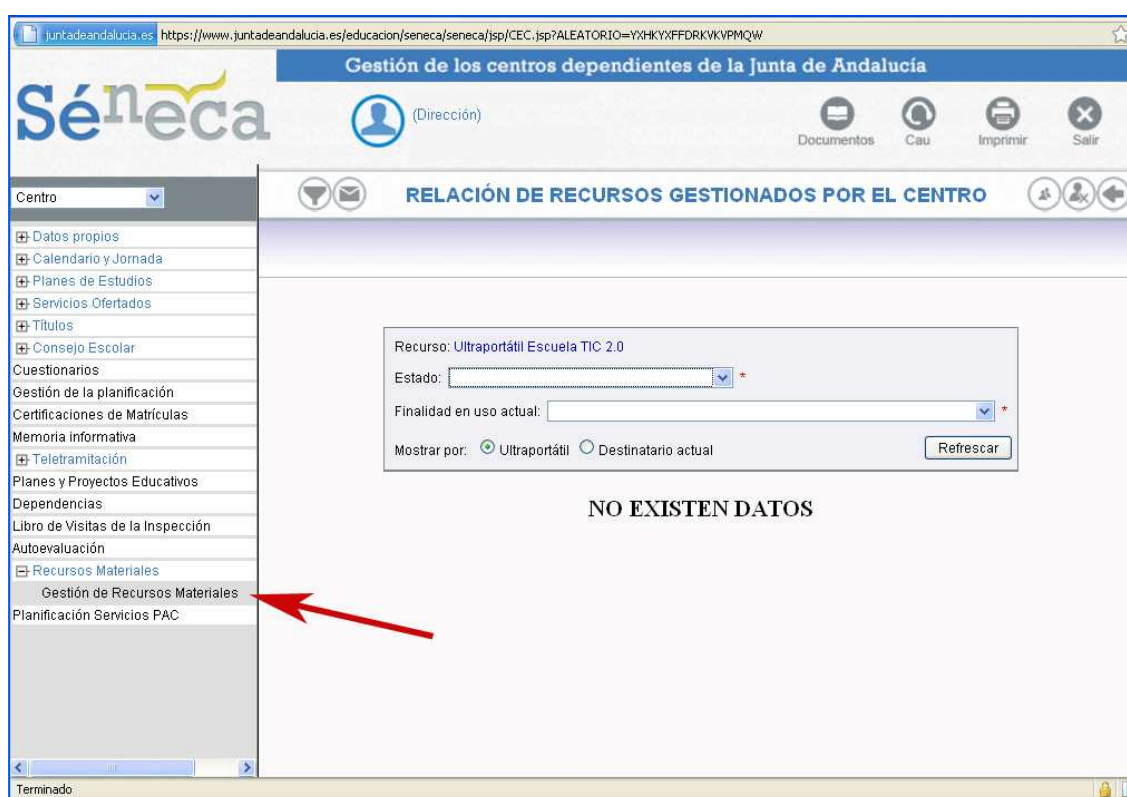 juntadeandalucia.es https://www.juntadeandalucia.es/educacion/seneca/seneca/jsp/CEC.jsp?ALEATORIO=YXHKYXFFDRKVKVPMQW
Gestión de los centros dependientes de la Junta de Andalucía
Séneca
(Dirección)
Documentos Cau Imprimir Salir
Centro
RELACIÓN DE RECURSOS GESTIONADOS POR EL CENTRO
Datos propios
Calendario y Jornada
Planes de Estudios
Servicios Ofertados
Títulos
Consejo Escolar
Cuestionarios
Gestión de la planificación
Certificaciones de Matrículas
Memoria informativa
Teletramitación
Planes y Proyectos Educativos
Dependencias
Libro de Visitas de la Inspección
Autoevaluación
Recursos Materiales
Gestión de Recursos Materiales
Planificación Servicios PAC
Recurso: Ultraportátil Escuela TIC 2.0
Estado: *
Finalidad en uso actual: *
Mostrar por: Ultraportátil Destinatario actual Refrescar
NO EXISTEN DATOS
Terminado